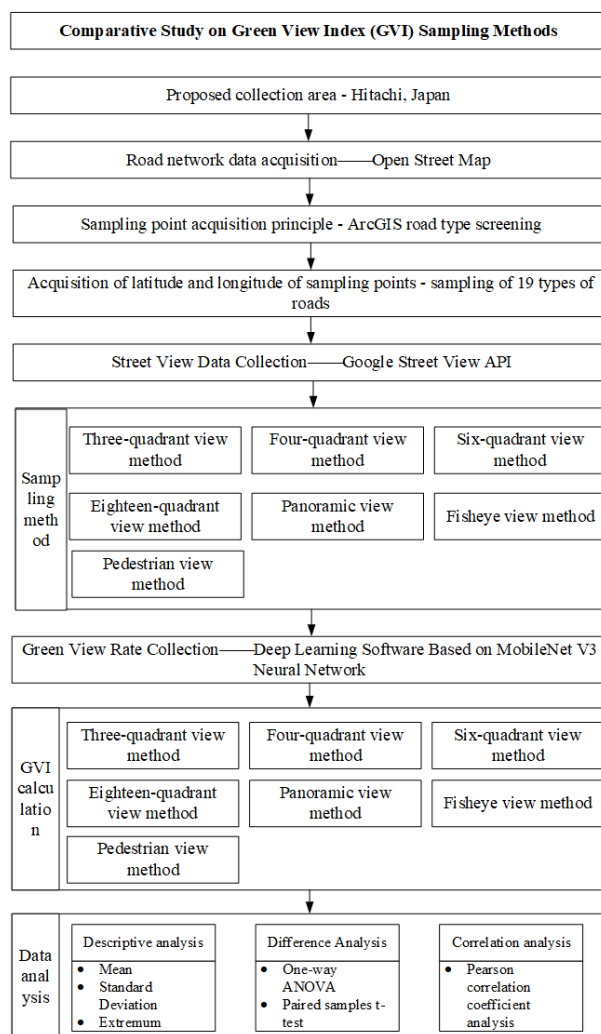 Comparative Study on Green View Index (GVI) Sampling Methods
Proposed collection area - Hitachi, Japan
Road network data acquisition——Open Street Map
Sampling point acquisition principle - ArcGIS road type screening
Acquisition of latitude and longitude of sampling points - sampling of 19 types of
roads
Street View Data Collection——Google Street View API
Samp
ling
meth
od
Three-quadrant view
method
Four-quadrant view
method
Six-quadrant view
method
Eighteen-quadrant
view method
Panoramic view
method
Fisheye view method
Pedestrian view
method
Green View Rate Collection——Deep Learning Software Based on MobileNet V3
Neural Network
GVI
calcu
latio
n
Three-quadrant view
method
Four-quadrant view
method
Six-quadrant view
method
Eighteen-quadrant
view method
Panoramic view
method
Fisheye view method
Pedestrian view
method
Data
anal
ysis
Descriptive analysis
● Mean
● Standard
Deviation
● Extremum
Difference Analysis
● One-way
ANOVA
● Paired samples t-
test
Correlation analysis
● Pearson
correlation
coefficient
analysis